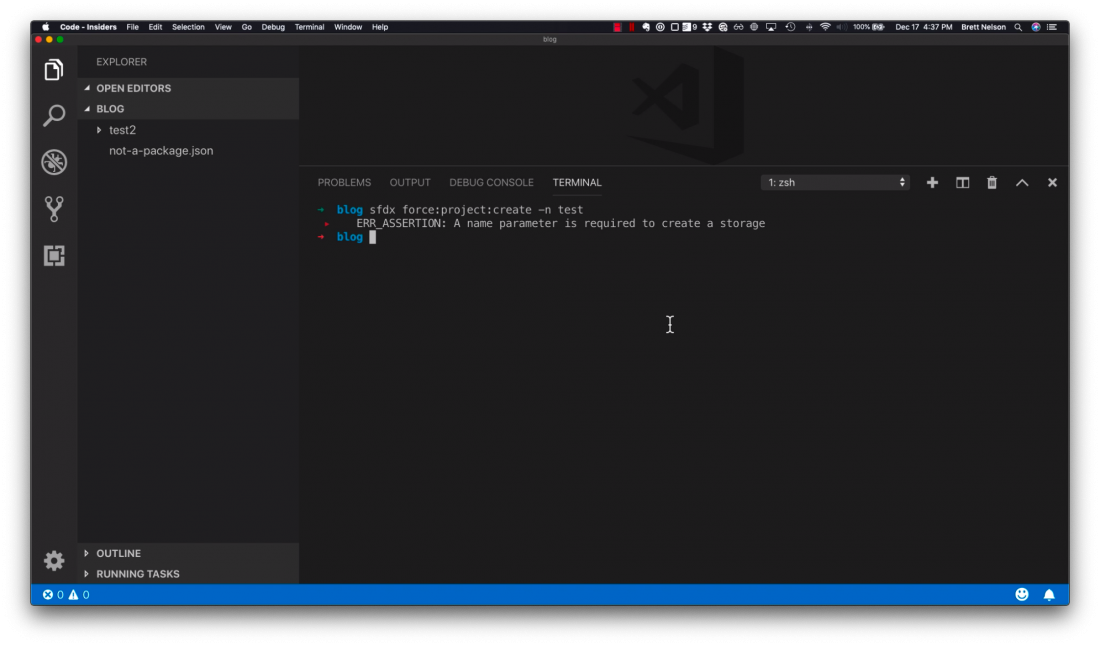 Code - Insiders File Edit Selection View Go Debug Terminal Window Help 9 100% Dec 17 4:37 PM Brett Nelson
blog
EXPLORER
OPEN EDITORS
BLOG
test2
not-a-package.json
PROBLEMS OUTPUT DEBUG CONSOLE TERMINAL 1: zsh
→ blog sfdx force:project:create -n test
ERR_ASSERTION: A name parameter is required to create a storage
→ blog
OUTLINE
RUNNING TASKS
0 0